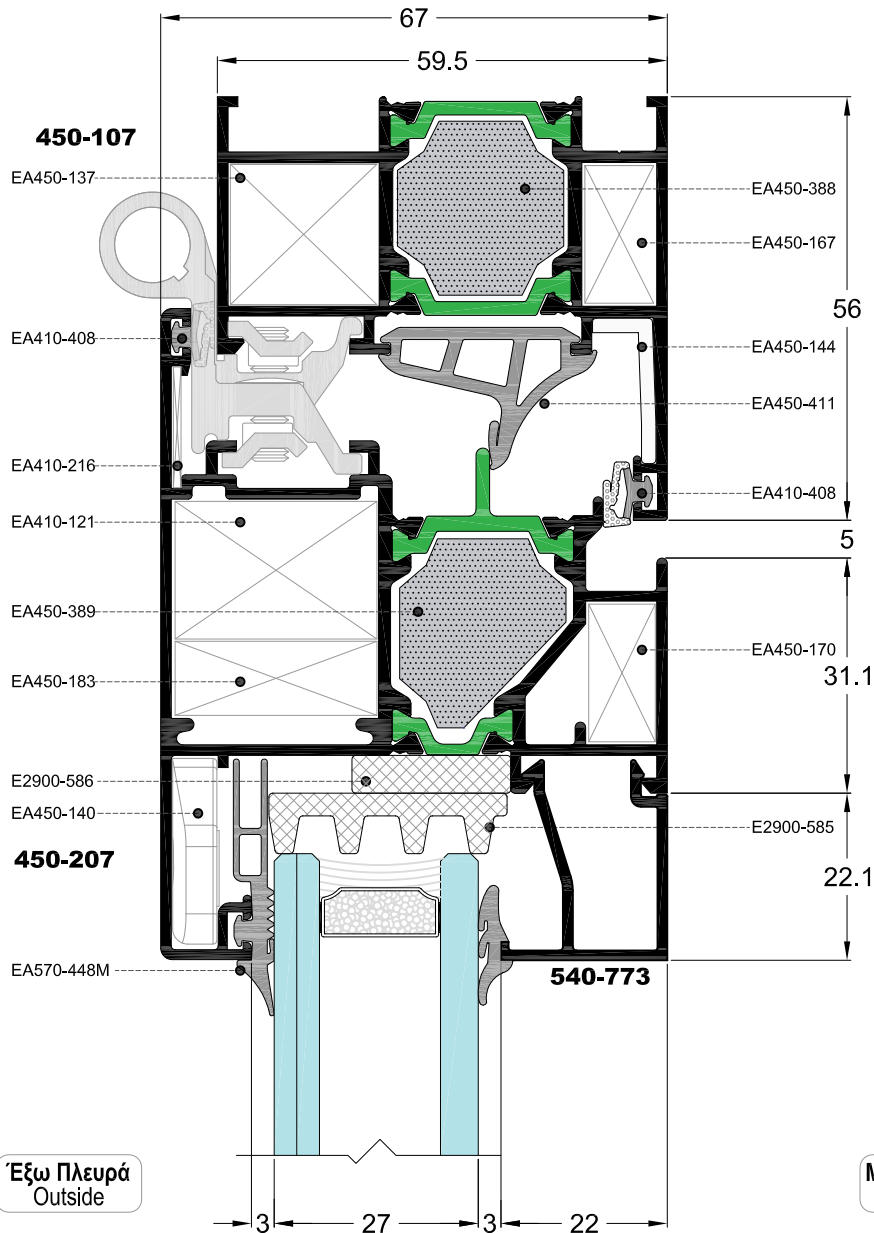 67
59.5
450-107
EA450-137
EA450-388
EA450-167
56
EA410-408
EA450-144
EA450-411
EA410-216
EA410-408
EA410-121
5
EA450-389
EA450-170
EA450-183
31.1
E2900-586
EA450-140
E2900-585
450-207
22.1
EA570-448M
540-773
Έξω Πλευρά
Outside
3
27
3
22